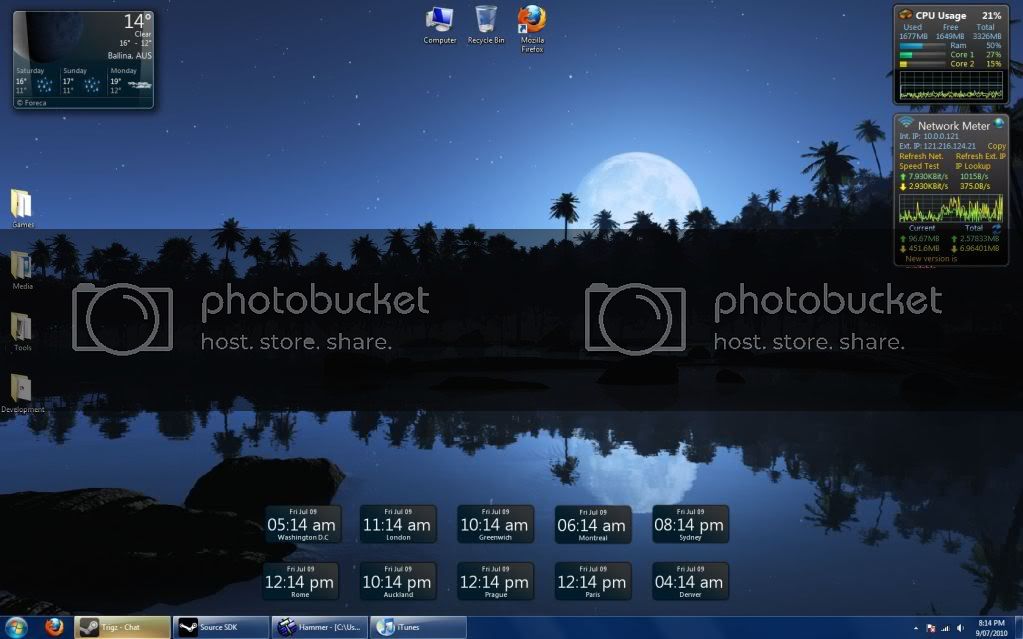 14°
Clear
16° - 12°
Ballina, AUS
Saturday Sunday Monday
16° 17° 19°
11° 11° 12°
© Foreca
Computer
Recycle Bin
Mozilla
Firefox
CPU Usage 21%
Used Free Total
1677MB 1649MB 3326MB
Ram 50%
Core 1 27%
Core 2 15%
Network Meter
Int. IP: 10.0.0.121
Ext. IP: 121.216.124.21 Copy
Refresh Net. Refresh Ext. IP
Speed Test IP Lookup
7.930KBit/s 1015B/s
2.930KBit/s 375.0B/s
Current Total
96.67MB 2.57833MB
451.6MB 6.96401MB
New version is
Games
Media
Tools
Development
photobucket
host. store. share.
photobucket
host. store. share.
Fri Jul 09
05:14 am
Washington D.C
Fri Jul 09
11:14 am
London
Fri Jul 09
10:14 am
Greenwich
Fri Jul 09
06:14 am
Montreal
Fri Jul 09
08:14 pm
Sydney
Fri Jul 09
12:14 pm
Rome
Fri Jul 09
10:14 pm
Auckland
Fri Jul 09
12:14 pm
Prague
Fri Jul 09
12:14 pm
Paris
Fri Jul 09
04:14 am
Denver
Trigz - Chat
Source SDK
Hammer - [C:\Us...
iTunes
8:14 PM
9/07/2010